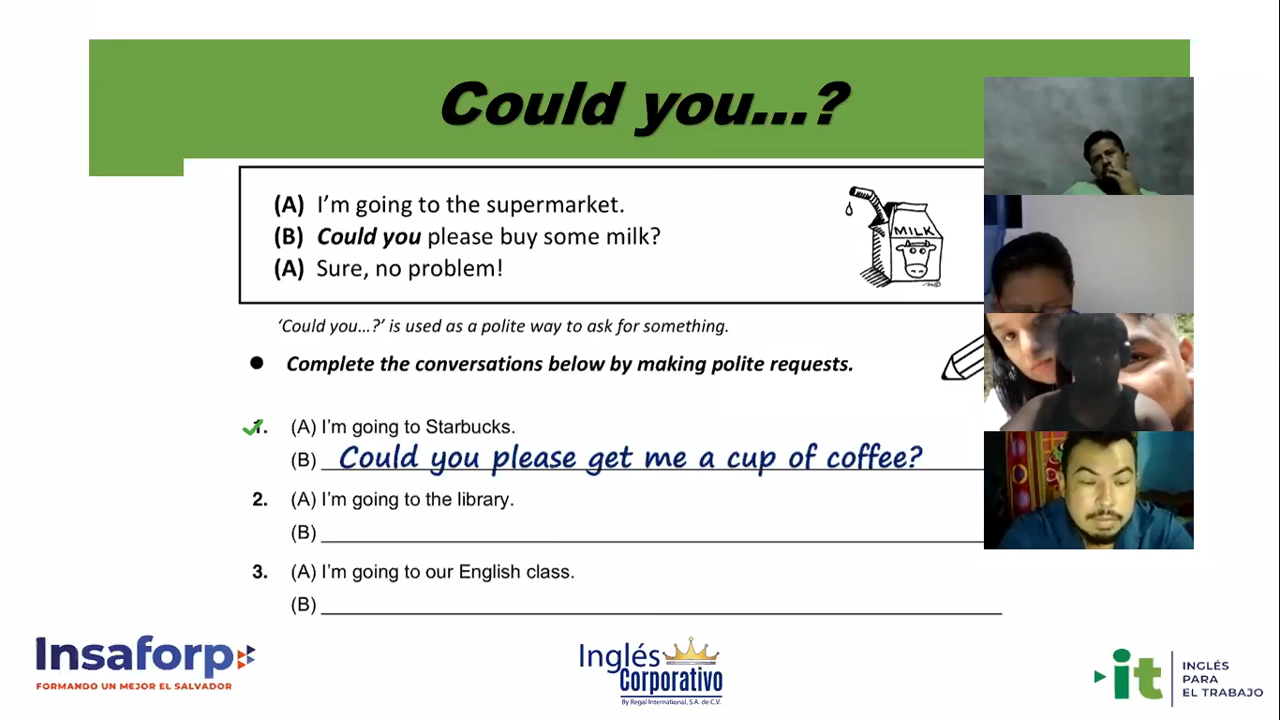 Could you...?
(A) I'm going to the supermarket.
(B) Could you please buy some milk?
(A) Sure, no problem!
MILK
'Could you...?' is used as a polite way to ask for something.
● Complete the conversations below by making polite requests.
1. (A) I'm going to Starbucks.
(B) Could you please get me a cup of coffee?
2. (A) I'm going to the library.
(B)
3. (A) I'm going to our English class.
(B)
Insaforp
FORMANDO UN MEJOR EL SALVADOR
Inglés
Corporativo
By Regal International, S.A. de C.V.
it
INGLÉS
PARA
EL TRABAJO